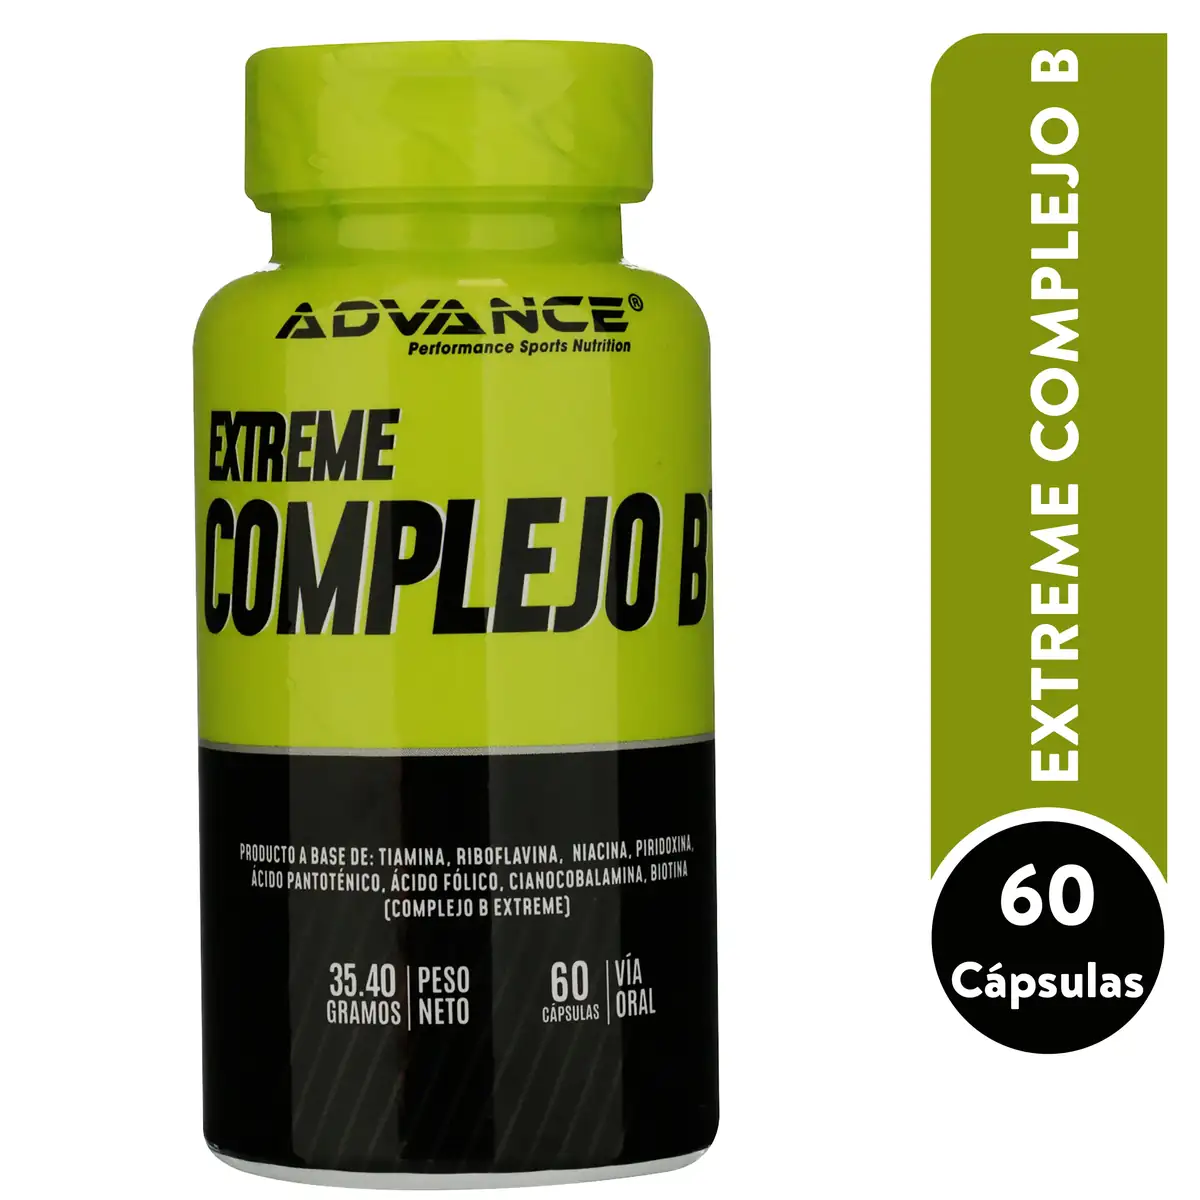 ADVANCE®
Performance Sports Nutrition
EXTREME
COMPLEJO B
PRODUCTO A BASE DE: TIAMINA, RIBOFLAVINA, NIACINA, PIRIDOXINA,
ÁCIDO PANTOTÉNICO, ÁCIDO FÓLICO, CIANOCOBALAMINA, BIOTINA
(COMPLEJO B EXTREME)
35.40
GRAMOS
PESO
NETO
60
CÁPSULAS
VÍA
ORAL
EXTREME COMPLEJO B
60
Cápsulas